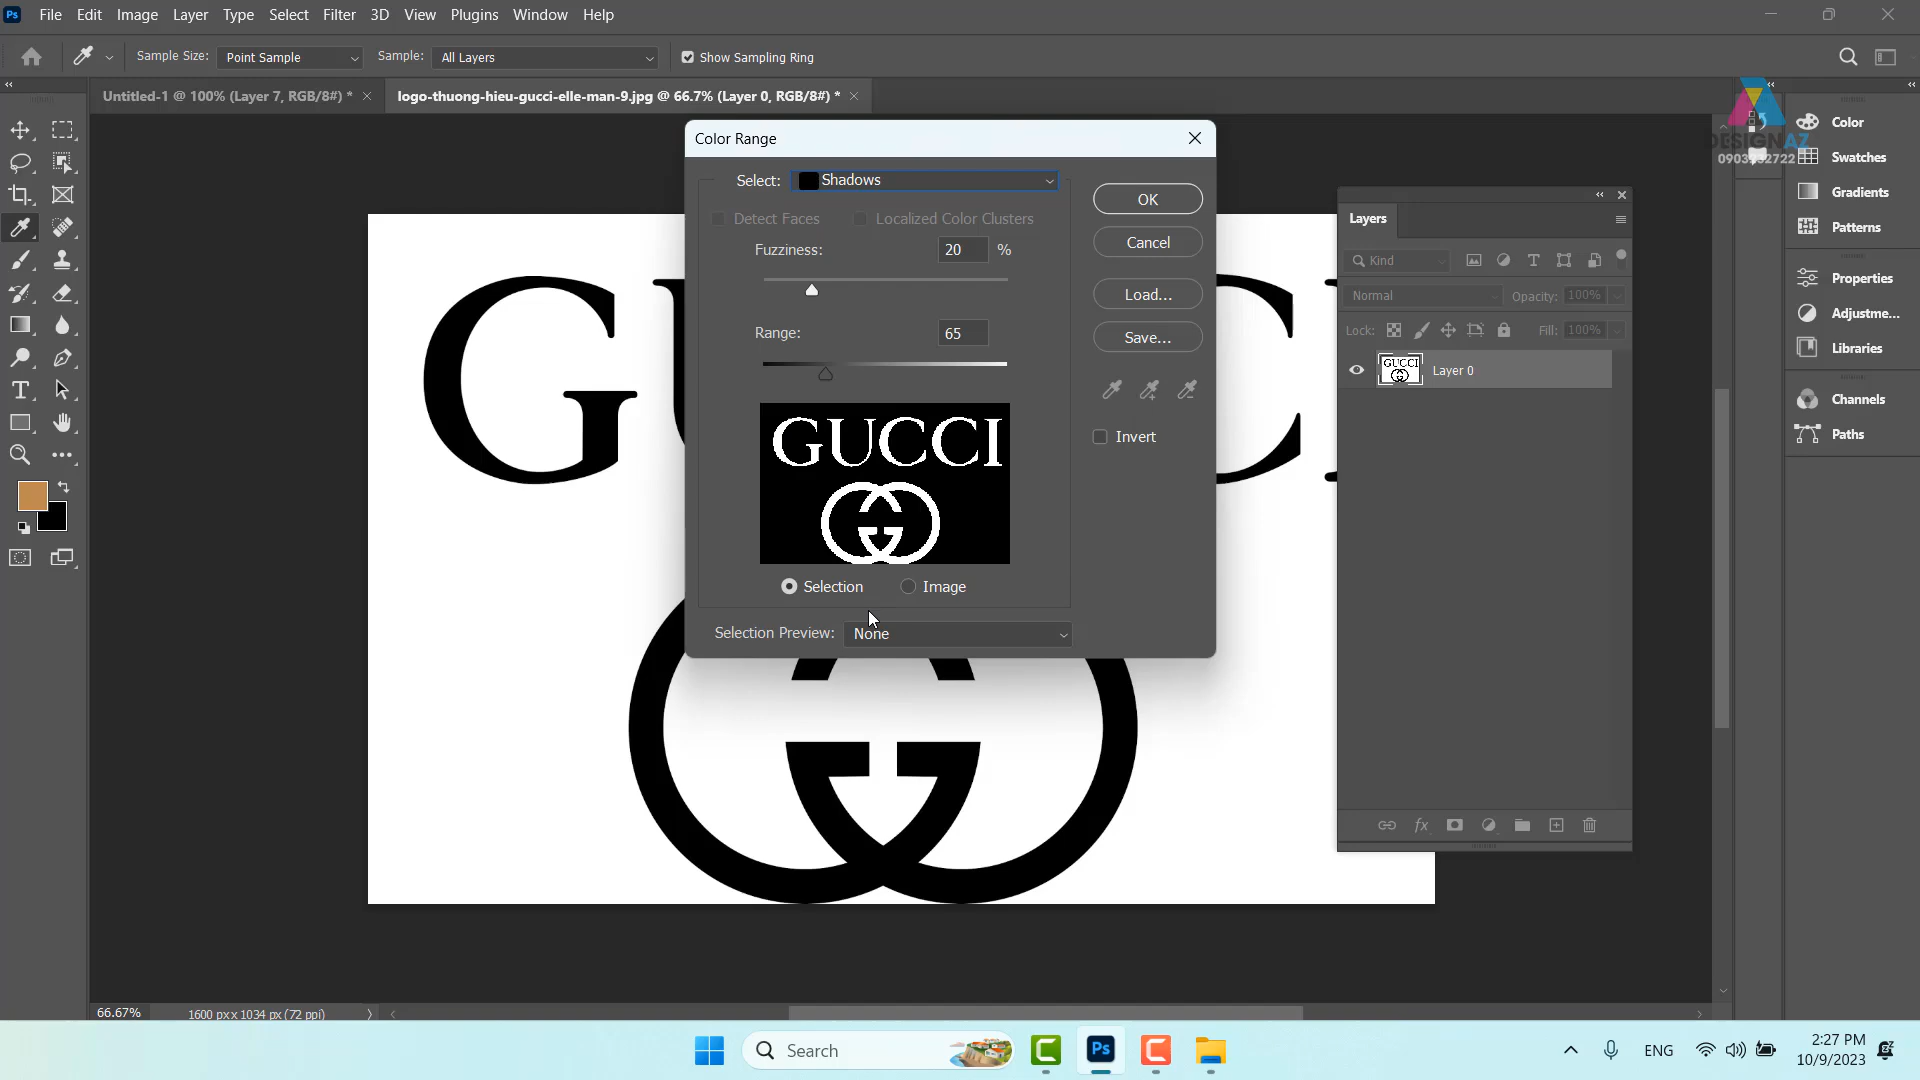 Ps File Edit Image Layer Type Select Filter 3D View Plugins Window Help
Sample Size: Point Sample Sample: All Layers Show Sampling Ring
Untitled-1 @ 100% (Layer 7, RGB/8#) *
logo-thuong-hieu-gucci-elle-man-9.jpg @ 66.7% (Layer 0, RGB/8#) *
Color Range
Select: Shadows
Detect Faces Localized Color Clusters
Fuzziness: 20 %
Range: 65
GUCCI
Selection Image
Selection Preview: None
OK
Cancel
Load...
Save...
Invert
Layers
Kind
Normal Opacity: 100%
Lock: Fill: 100%
GUCCI
Layer 0
fx
Color
Swatches
Gradients
Patterns
Properties
Adjustme...
Libraries
Channels
Paths
DESIGNAZ
66.67% 1600 px x 1034 px (72 ppi)
Search
Ps
ENG
2:27 PM
10/9/2023